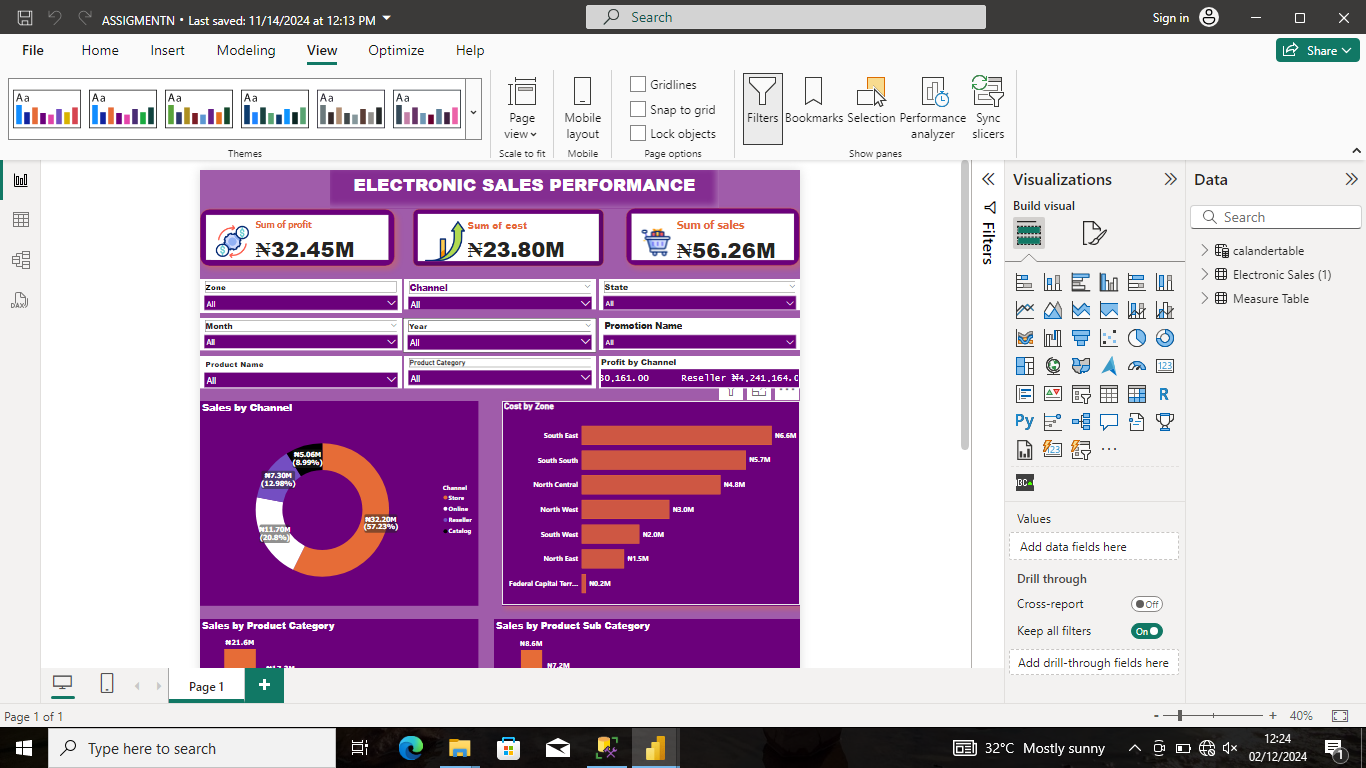 ASSIGMENTN • Last saved: 11/14/2024 at 12:13 PM
Search
Sign in
File Home Insert Modeling View Optimize Help
Share
Aa Aa Aa Aa Aa Aa
Page view
Mobile layout
Gridlines
Snap to grid
Lock objects
Filters
Bookmarks
Selection
Performance analyzer
Sync slicers
Themes
Scale to fit
Mobile
Page options
Show panes
ELECTRONIC SALES PERFORMANCE
Sum of profit
₦32.45M
Sum of cost
₦23.80M
Sum of sales
₦56.26M
Zone
All
Channel
All
State
All
Month
All
Year
All
Promotion Name
All
Product Name
All
Product Category
All
Profit by Channel
0,161.00 Reseller ₦4,241,164.0
Sales by Channel
₦5.06M
(8.99%)
₦7.30M
(12.98%)
₦11.70M
(20.8%)
₦32.20M
(57.23%)
Channel
Store
Online
Reseller
Catalog
Cost by Zone
South East ₦6.6M
South South ₦5.7M
North Central ₦4.8M
North West ₦3.0M
South West ₦2.0M
North East ₦1.5M
Federal Capital Terr... ₦0.2M
Sales by Product Category
₦21.6M
Sales by Product Sub Category
₦8.6M
₦7.2M
Filters
Visualizations
Build visual
Values
Add data fields here
Drill through
Cross-report Off
Keep all filters On
Add drill-through fields here
Data
Search
calandertable
Electronic Sales (1)
Measure Table
Page 1
Page 1 of 1
- + 40%
Type here to search
32°C Mostly sunny
12:24
02/12/2024
1